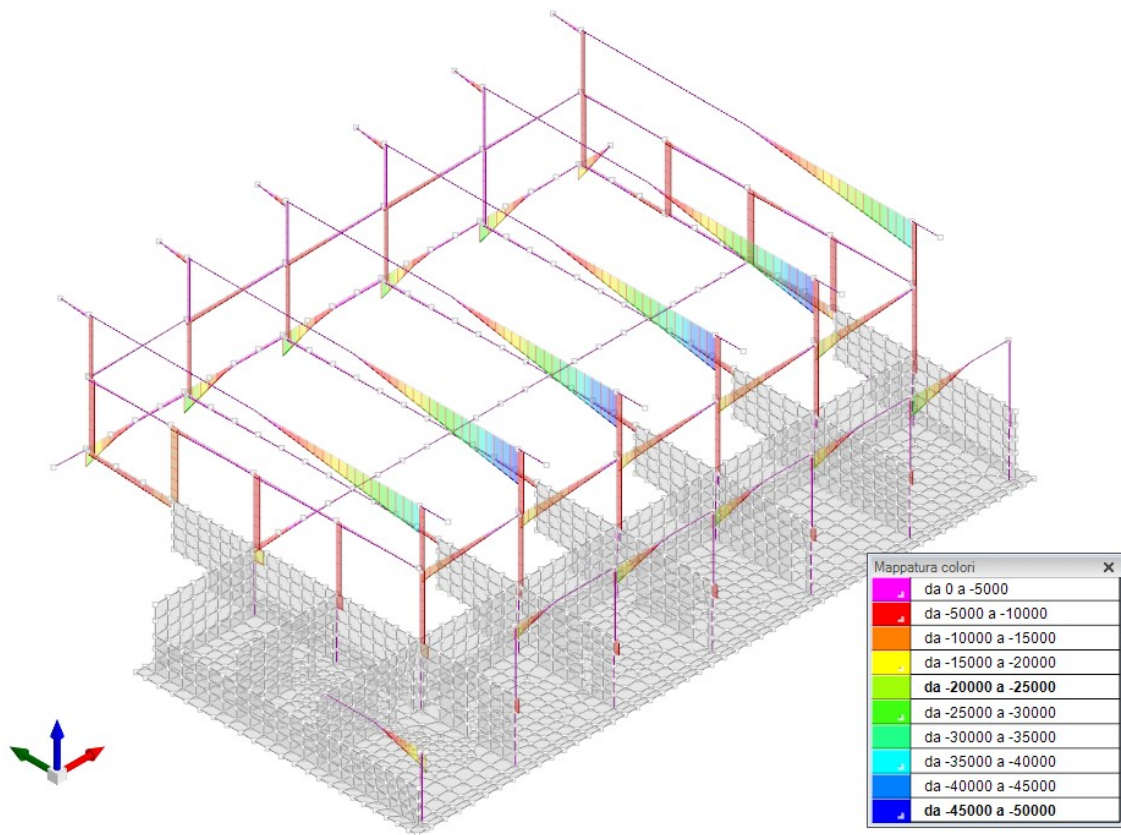 Mappatura colori
da 0 a -5000
da -5000 a -10000
da -10000 a -15000
da -15000 a -20000
da -20000 a -25000
da -25000 a -30000
da -30000 a -35000
da -35000 a -40000
da -40000 a -45000
da -45000 a -50000